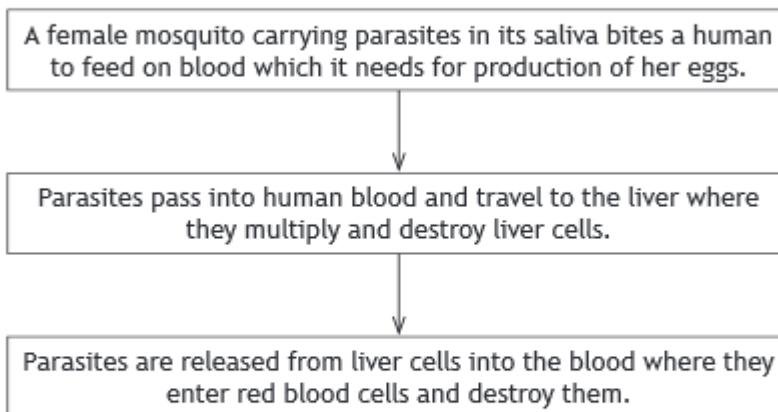 A female mosquito carrying parasites in its saliva bites a human
to feed on blood which it needs for production of her eggs.
Parasites pass into human blood and travel to the liver where
they multiply and destroy liver cells.
Parasites are released from liver cells into the blood where they
enter red blood cells and destroy them.